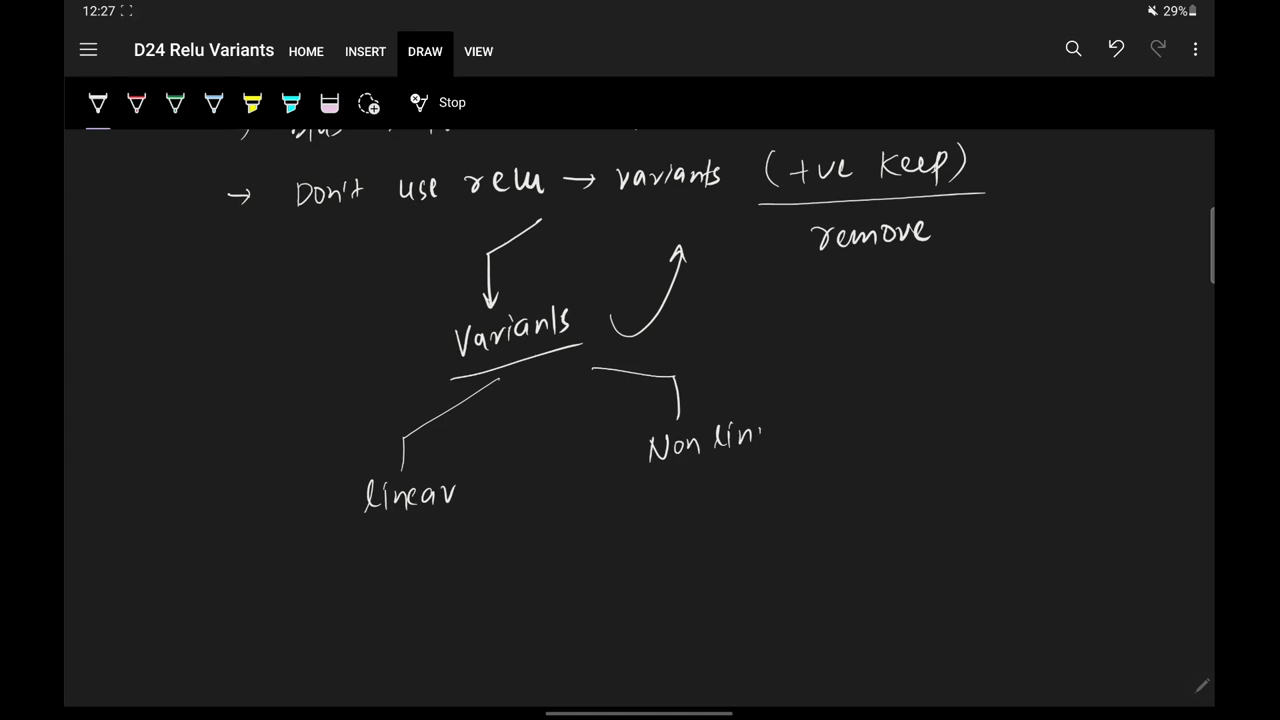 12:27 29%
D24 Relu Variants HOME INSERT DRAW VIEW
Stop
→ Don't use relu → variants (+ve keep)
remove
Variants
Non lin
linear